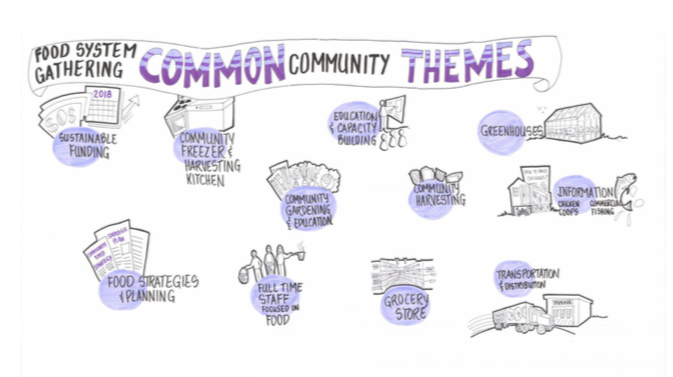 FOOD SYSTEM
GATHERING
COMMON COMMUNITY THEMES
2018
SUSTAINABLE
FUNDING
COMMUNITY
FREEZER &
HARVESTING
KITCHEN
EDUCATION
& CAPACITY
BUILDING
GREENHOUSES
COMMUNITY
GARDENING
& EDUCATION
COMMUNITY
HARVESTING
INFORMATION
CHICKEN
COOPS
COMMERCIAL
FISHING
FOOD STRATEGIES
& PLANNING
FULL TIME
STAFF
FOCUSED ON
FOOD
GROCERY
STORE
TRANSPORTATION
& DISTRIBUTION